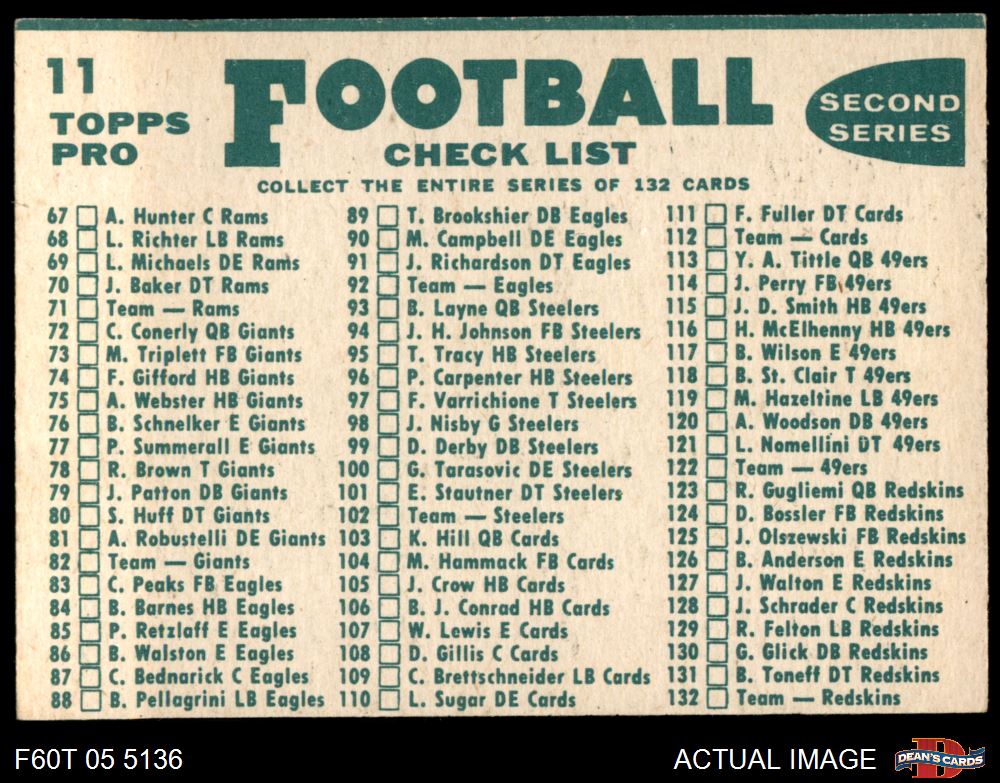 11
TOPPS
PRO
FOOTBALL
CHECK LIST
SECOND
SERIES
COLLECT THE ENTIRE SERIES OF 132 CARDS
67 A. Hunter C Rams
68 L. Richter LB Rams
69 L. Michaels DE Rams
70 J. Baker DT Rams
71 Team — Rams
72 C. Conerly QB Giants
73 M. Triplett FB Giants
74 F. Gifford HB Giants
75 A. Webster HB Giants
76 B. Schnelker E Giants
77 P. Summerall E Giants
78 R. Brown T Giants
79 J. Patton DB Giants
80 S. Huff DT Giants
81 A. Robustelli DE Giants
82 Team — Giants
83 C. Peaks FB Eagles
84 B. Barnes HB Eagles
85 P. Retzlaff E Eagles
86 B. Walston E Eagles
87 C. Bednarick C Eagles
88 B. Pellagrini LB Eagles
89 T. Brookshier DB Eagles
90 M. Campbell DE Eagles
91 J. Richardson DT Eagles
92 Team — Eagles
93 B. Layne QB Steelers
94 J. H. Johnson FB Steelers
95 T. Tracy HB Steelers
96 P. Carpenter HB Steelers
97 F. Varrichione T Steelers
98 J. Nisby G Steelers
99 D. Derby DB Steelers
100 G. Tarasovic DE Steelers
101 E. Stautner DT Steelers
102 Team — Steelers
103 K. Hill QB Cards
104 M. Hammack FB Cards
105 J. Crow HB Cards
106 B. J. Conrad HB Cards
107 W. Lewis E Cards
108 D. Gillis C Cards
109 C. Brettschneider LB Cards
110 L. Sugar DE Cards
111 F. Fuller DT Cards
112 Team — Cards
113 Y. A. Tittle QB 49ers
114 J. Perry FB 49ers
115 J. D. Smith HB 49ers
116 H. McElhenny HB 49ers
117 B. Wilson E 49ers
118 B. St. Clair T 49ers
119 M. Hazeltine LB 49ers
120 A. Woodson DB 49ers
121 L. Nomellini DT 49ers
122 Team — 49ers
123 R. Gugliemi QB Redskins
124 D. Bossler FB Redskins
125 J. Olszewski FB Redskins
126 B. Anderson E Redskins
127 J. Walton E Redskins
128 J. Schrader C Redskins
129 R. Felton LB Redskins
130 G. Glick DB Redskins
131 B. Toneff DT Redskins
132 Team — Redskins
F60T 05 5136
ACTUAL IMAGE
D
DEAN'S CARDS